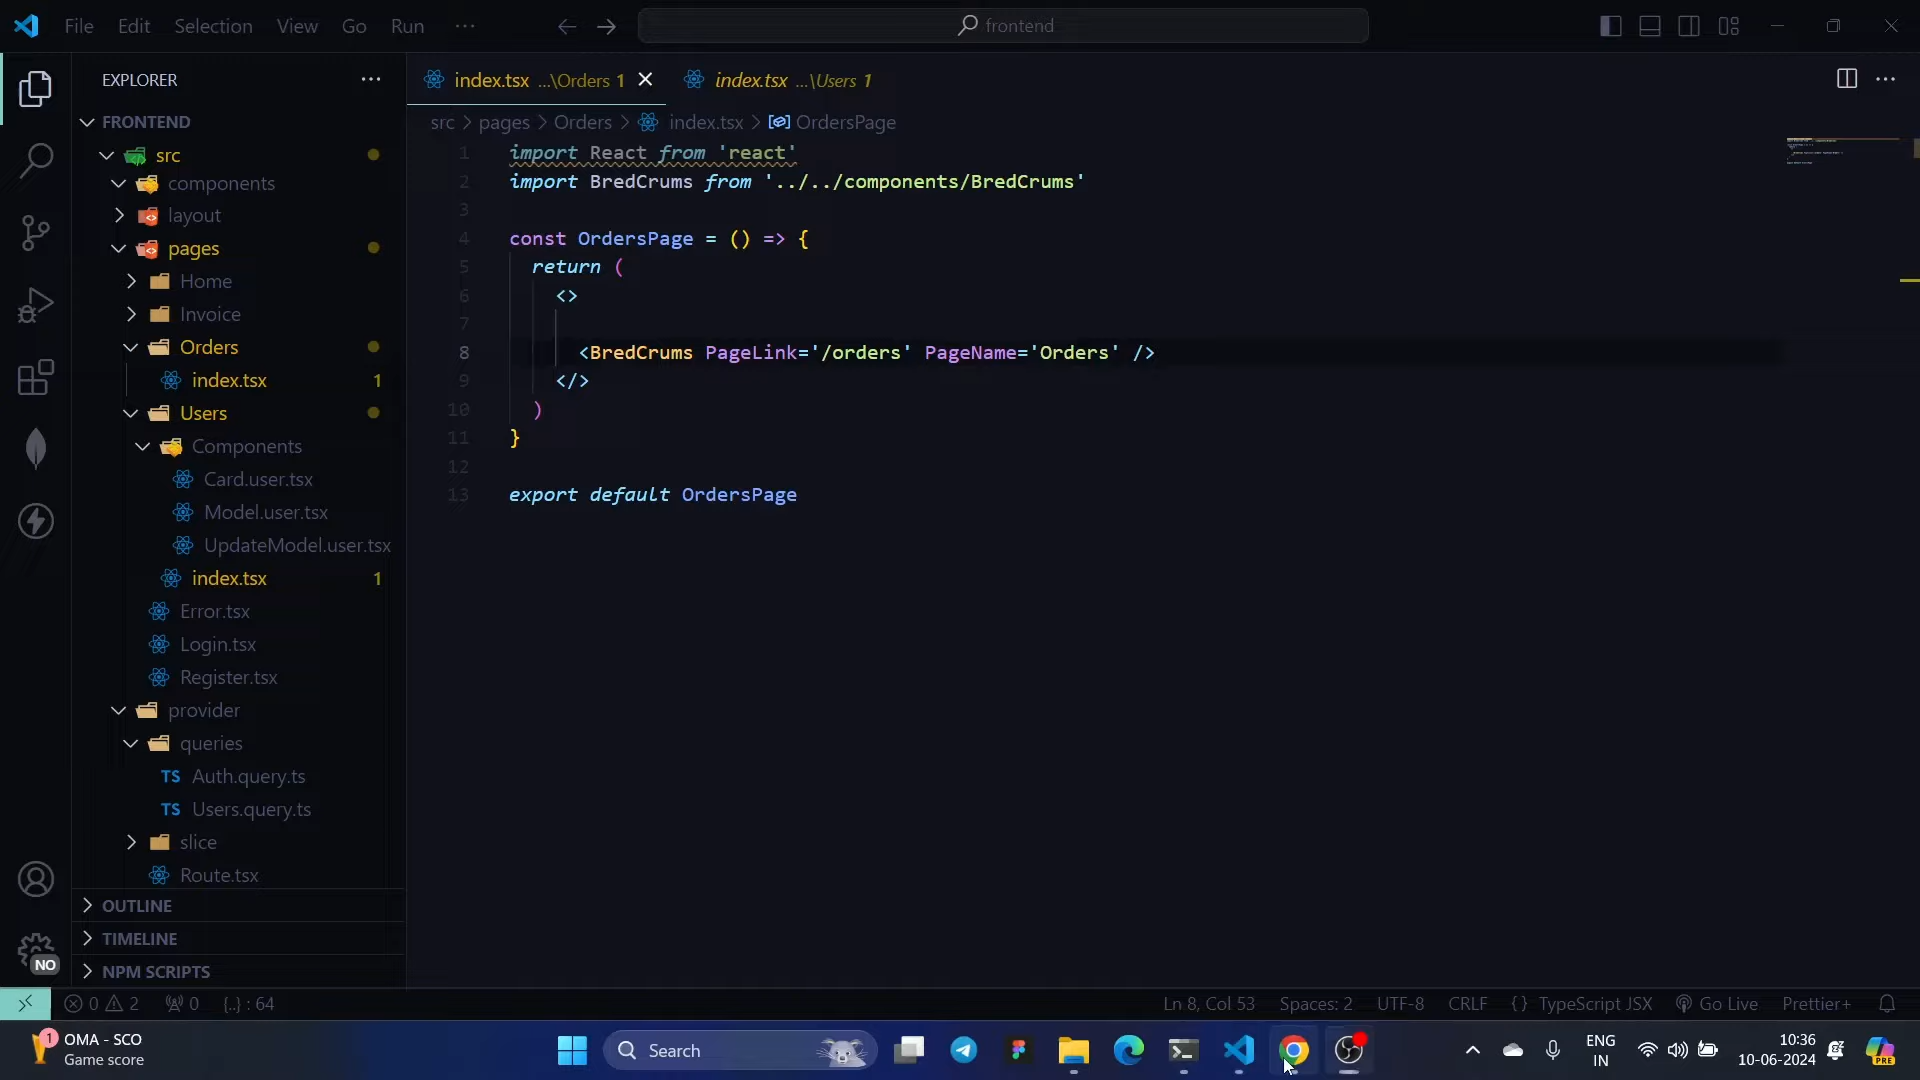 File Edit Selection View Go Run ···
frontend
EXPLORER
FRONTEND
src
components
layout
pages
Home
Invoice
Orders
index.tsx 1
Users
Components
Card.user.tsx
Model.user.tsx
UpdateModel.user.tsx
index.tsx 1
Error.tsx
Login.tsx
Register.tsx
provider
queries
TS Auth.query.ts
TS Users.query.ts
slice
Route.tsx
OUTLINE
TIMELINE
NPM SCRIPTS
NO
index.tsx ...\Orders 1
index.tsx ...\Users 1
src > pages > Orders > index.tsx > OrdersPage
1 import React from 'react'
2 import BredCrums from '../../components/BredCrums'
3
4 const OrdersPage = () => {
5 return (
6 <>
7
8 <BredCrums PageLink='/orders' PageName='Orders' />
9 </>
10 )
11 }
12
13 export default OrdersPage
0 2 0 {..} : 64
Ln 8, Col 53 Spaces: 2 UTF-8 CRLF {} TypeScript JSX Go Live Prettier+
1 OMA - SCO
Game score
Search
ENG
IN
10:36
10-06-2024
PRE